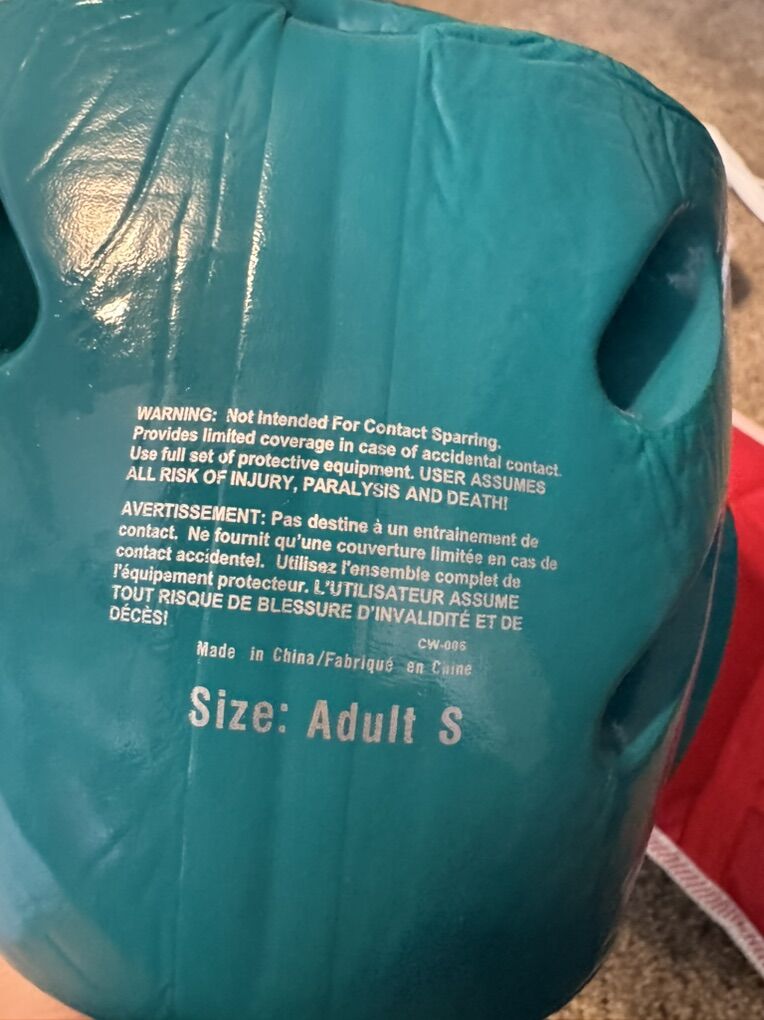 WARNING: Not Intended For Contact Sparring.
Provides limited coverage in case of accidental contact.
Use full set of protective equipment. USER ASSUMES
ALL RISK OF INJURY, PARALYSIS AND DEATH!
AVERTISSEMENT: Pas destine à un entrainement de
contact. Ne fournit qu'une couverture limitée en cas de
contact accidentel. Utilisez l'ensemble complet de
l'équipement protecteur. L'UTILISATEUR ASSUME
TOUT RISQUE DE BLESSURE D'INVALIDITÉ ET DE
DÉCÈS!
CW-006
Made in China/Fabriqué en Chine
Size: Adult S